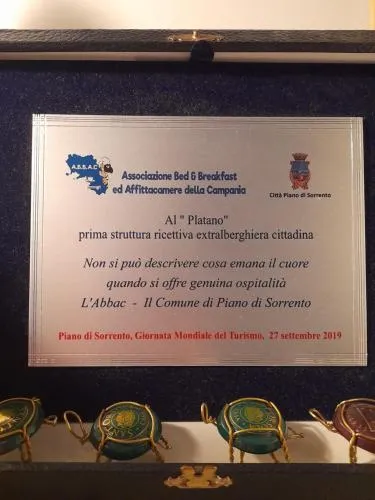 A.B.B.A.C
Associazione Bed & Breakfast
ed Affittacamere della Campania
Città Piano di Sorrento
Al " Platano"
prima struttura ricettiva extralberghiera cittadina
Non si può descrivere cosa emana il cuore
quando si offre genuina ospitalità
L'Abbac - Il Comune di Piano di Sorrento
Piano di Sorrento, Giornata Mondiale del Turismo, 27 settembre 2019